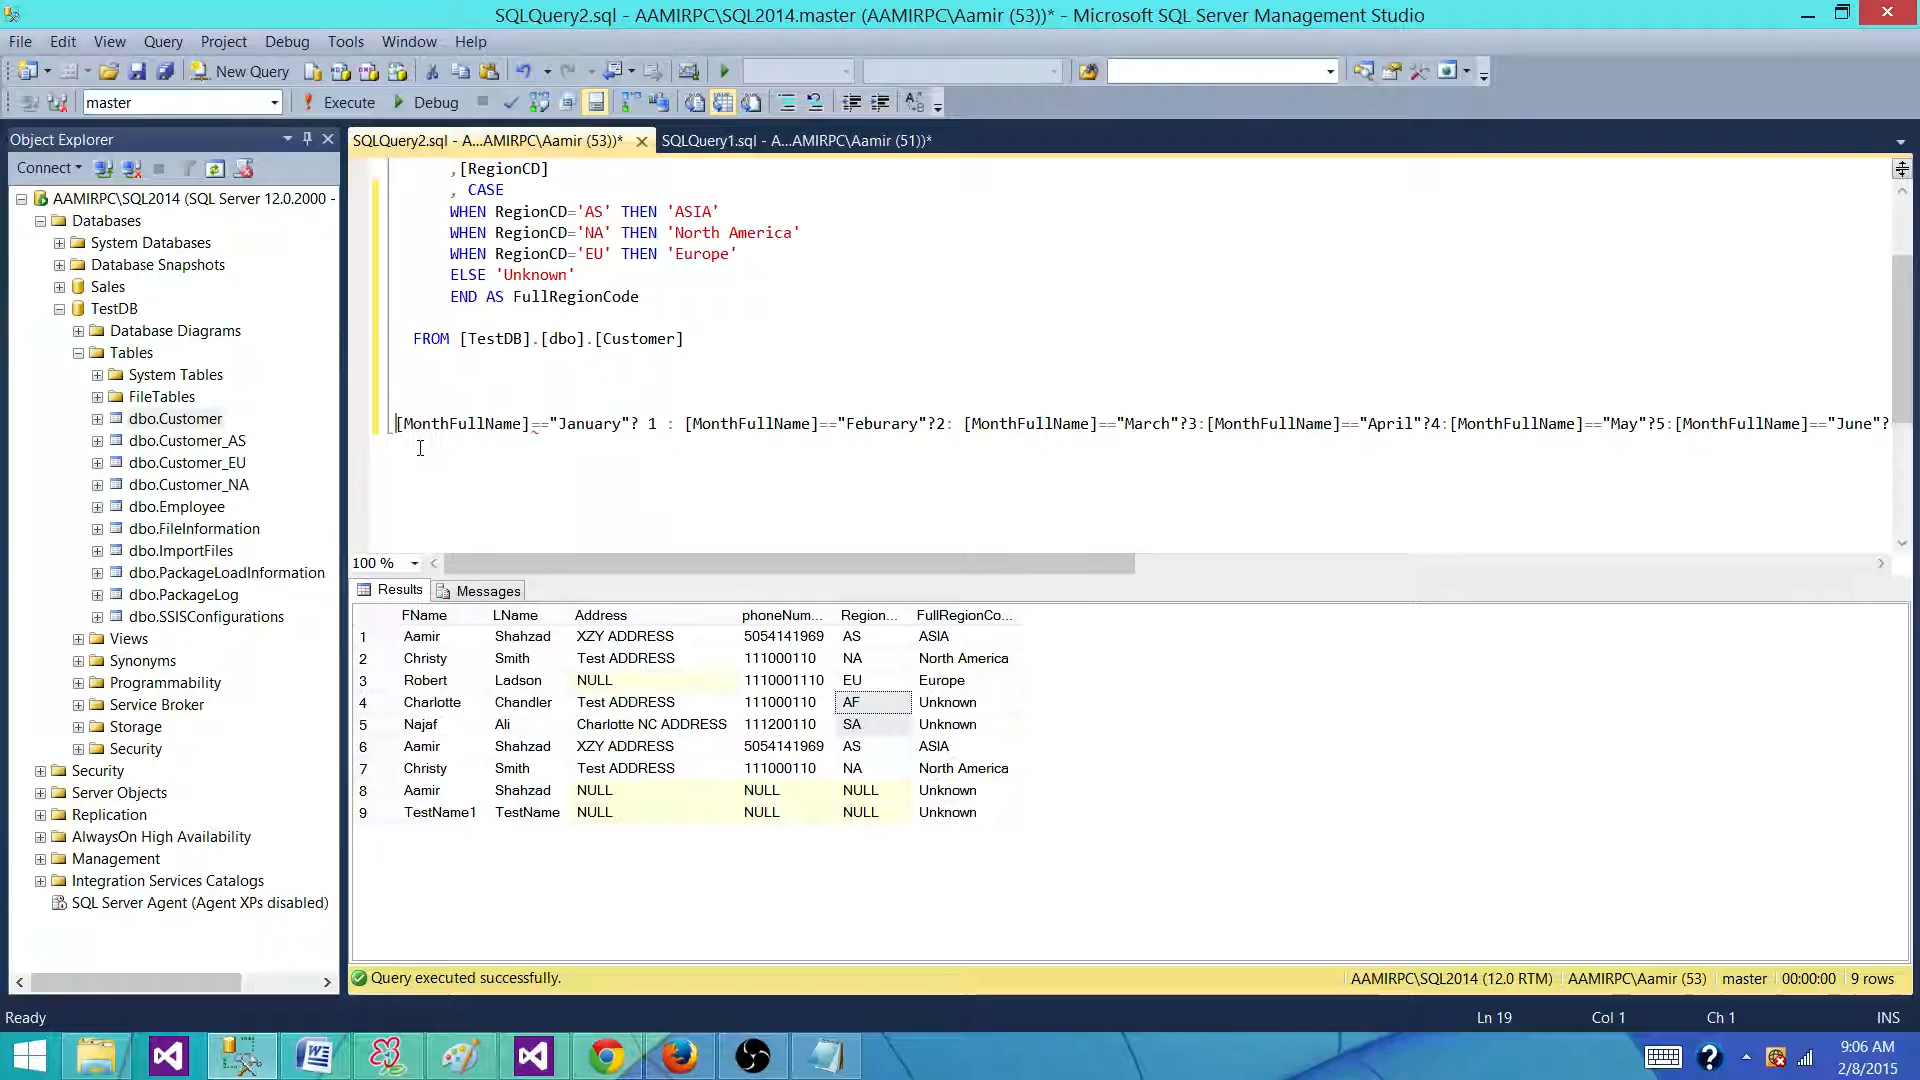 SQLQuery2.sql - AAMIRPC\SQL2014.master (AAMIRPC\Aamir (53))* - Microsoft SQL Server Management Studio
File Edit View Query Project Debug Tools Window Help
New Query
master Execute Debug
Object Explorer
SQLQuery2.sql - A...AMIRPC\Aamir (53))* SQLQuery1.sql - A...AMIRPC\Aamir (51))*
Connect
AAMIRPC\SQL2014 (SQL Server 12.0.2000 -
Databases
System Databases
Database Snapshots
Sales
TestDB
Database Diagrams
Tables
System Tables
FileTables
dbo.Customer
dbo.Customer_AS
dbo.Customer_EU
dbo.Customer_NA
dbo.Employee
dbo.FileInformation
dbo.ImportFiles
dbo.PackageLoadInformation
dbo.PackageLog
dbo.SSISConfigurations
Views
Synonyms
Programmability
Service Broker
Storage
Security
Security
Server Objects
Replication
AlwaysOn High Availability
Management
Integration Services Catalogs
SQL Server Agent (Agent XPs disabled)
,[RegionCD]
, CASE
WHEN RegionCD='AS' THEN 'ASIA'
WHEN RegionCD='NA' THEN 'North America'
WHEN RegionCD='EU' THEN 'Europe'
ELSE 'Unknown'
END AS FullRegionCode
FROM [TestDB].[dbo].[Customer]
[MonthFullName]=="January"? 1 : [MonthFullName]=="Feburary"?2: [MonthFullName]=="March"?3:[MonthFullName]=="April"?4:[MonthFullName]=="May"?5:[MonthFullName]=="June"?
100 %
Results Messages
FName LName Address phoneNum... Region... FullRegionCo...
1 Aamir Shahzad XZY ADDRESS 5054141969 AS ASIA
2 Christy Smith Test ADDRESS 111000110 NA North America
3 Robert Ladson NULL 1110001110 EU Europe
4 Charlotte Chandler Test ADDRESS 111000110 AF Unknown
5 Najaf Ali Charlotte NC ADDRESS 111200110 SA Unknown
6 Aamir Shahzad XZY ADDRESS 5054141969 AS ASIA
7 Christy Smith Test ADDRESS 111000110 NA North America
8 Aamir Shahzad NULL NULL NULL Unknown
9 TestName1 TestName NULL NULL NULL Unknown
Query executed successfully. AAMIRPC\SQL2014 (12.0 RTM) AAMIRPC\Aamir (53) master 00:00:00 9 rows
Ready Ln 19 Col 1 Ch 1 INS
9:06 AM
2/8/2015